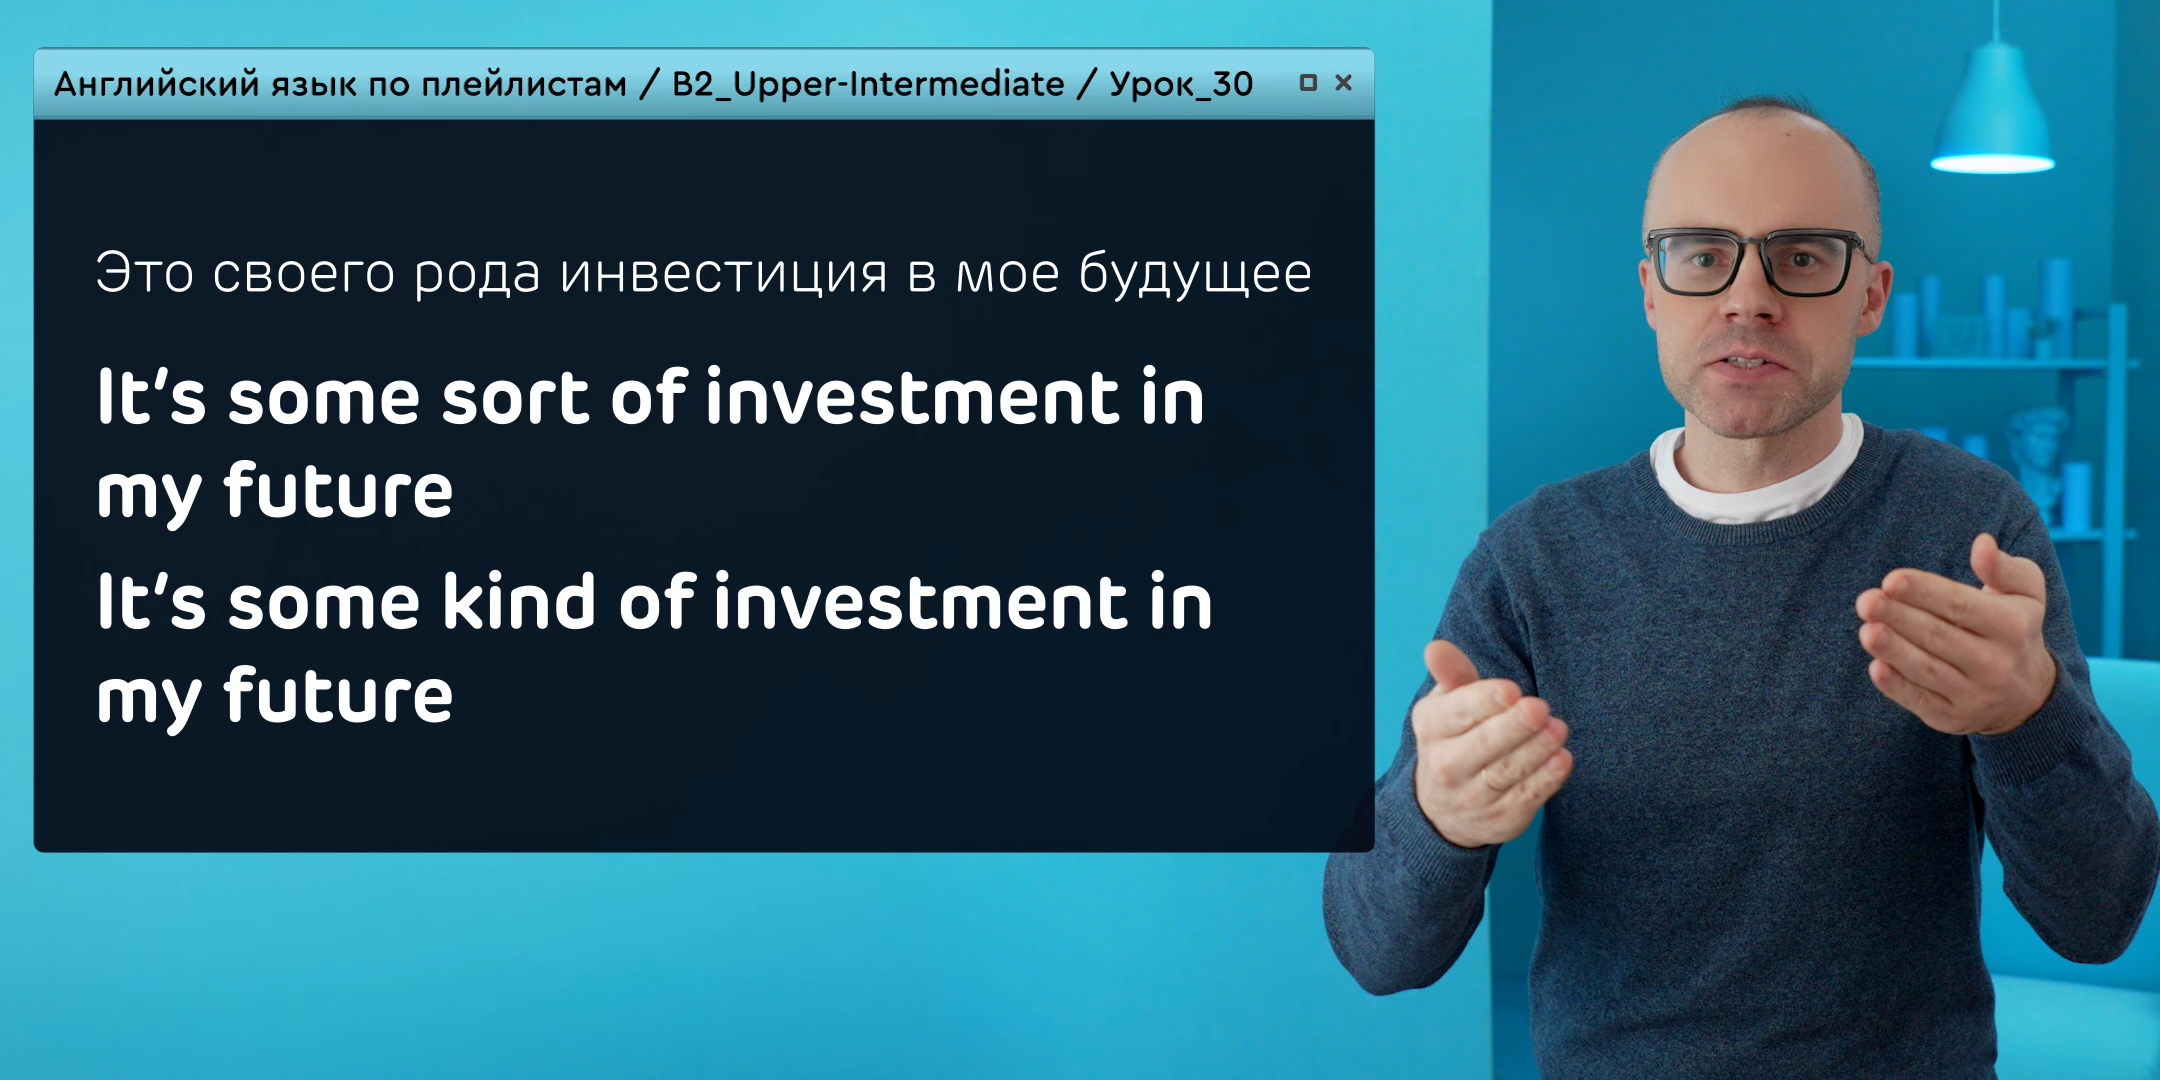 Английский язык по плейлистам / B2_Upper-Intermediate / Урок_30
Это своего рода инвестиция в мое будущее
It's some sort of investment in
my future
It's some kind of investment in
my future